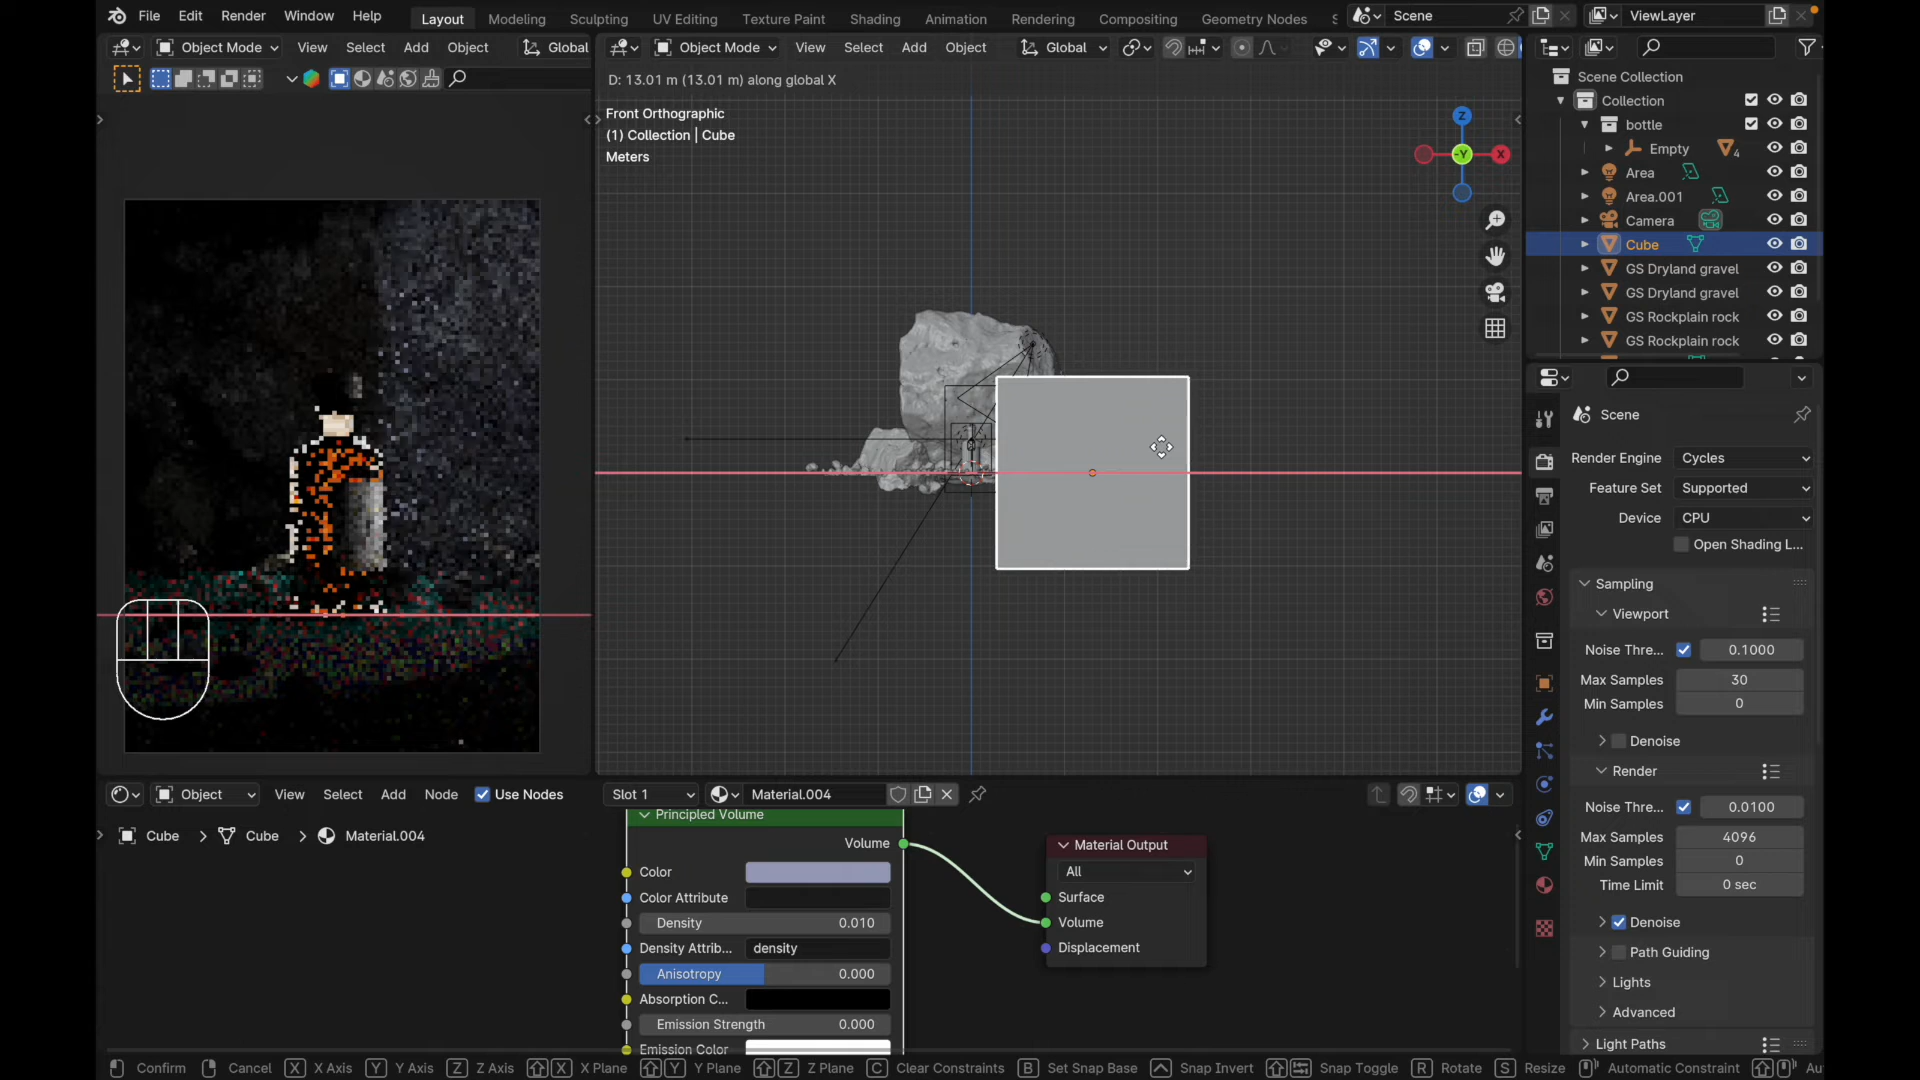 File Edit Render Window Help Layout Modeling Sculpting UV Editing Texture Paint Shading Animation Rendering Compositing Geometry Nodes Scene ViewLayer
Object Mode View Select Add Object Global
Object Mode View Select Add Object Global
D: 13.01 m (13.01 m) along global X
Front Orthographic
(1) Collection | Cube
Meters
Z
-Y
X
Scene Collection
Collection
bottle
Empty 4
Area
Area.001
Camera
Cube
GS Dryland gravel
GS Dryland gravel
GS Rockplain rock
GS Rockplain rock
Scene
Render Engine Cycles
Feature Set Supported
Device CPU
Open Shading L...
Sampling
Viewport
Noise Thre... 0.1000
Max Samples 30
Min Samples 0
Denoise
Render
Noise Thre... 0.0100
Max Samples 4096
Min Samples 0
Time Limit 0 sec
Denoise
Path Guiding
Lights
Advanced
Light Paths
Object View Select Add Node Use Nodes Slot 1 Material.004
Cube > Cube > Material.004
Principled Volume
Volume
Color
Color Attribute
Density 0.010
Density Attrib... density
Anisotropy 0.000
Absorption C...
Emission Strength 0.000
Emission Color
Material Output
All
Surface
Volume
Displacement
Confirm Cancel X X Axis Y Y Axis Z Z Axis X X Plane Y Y Plane Z Z Plane C Clear Constraints B Set Snap Base Snap Invert Snap Toggle R Rotate S Resize Automatic Constraint Au